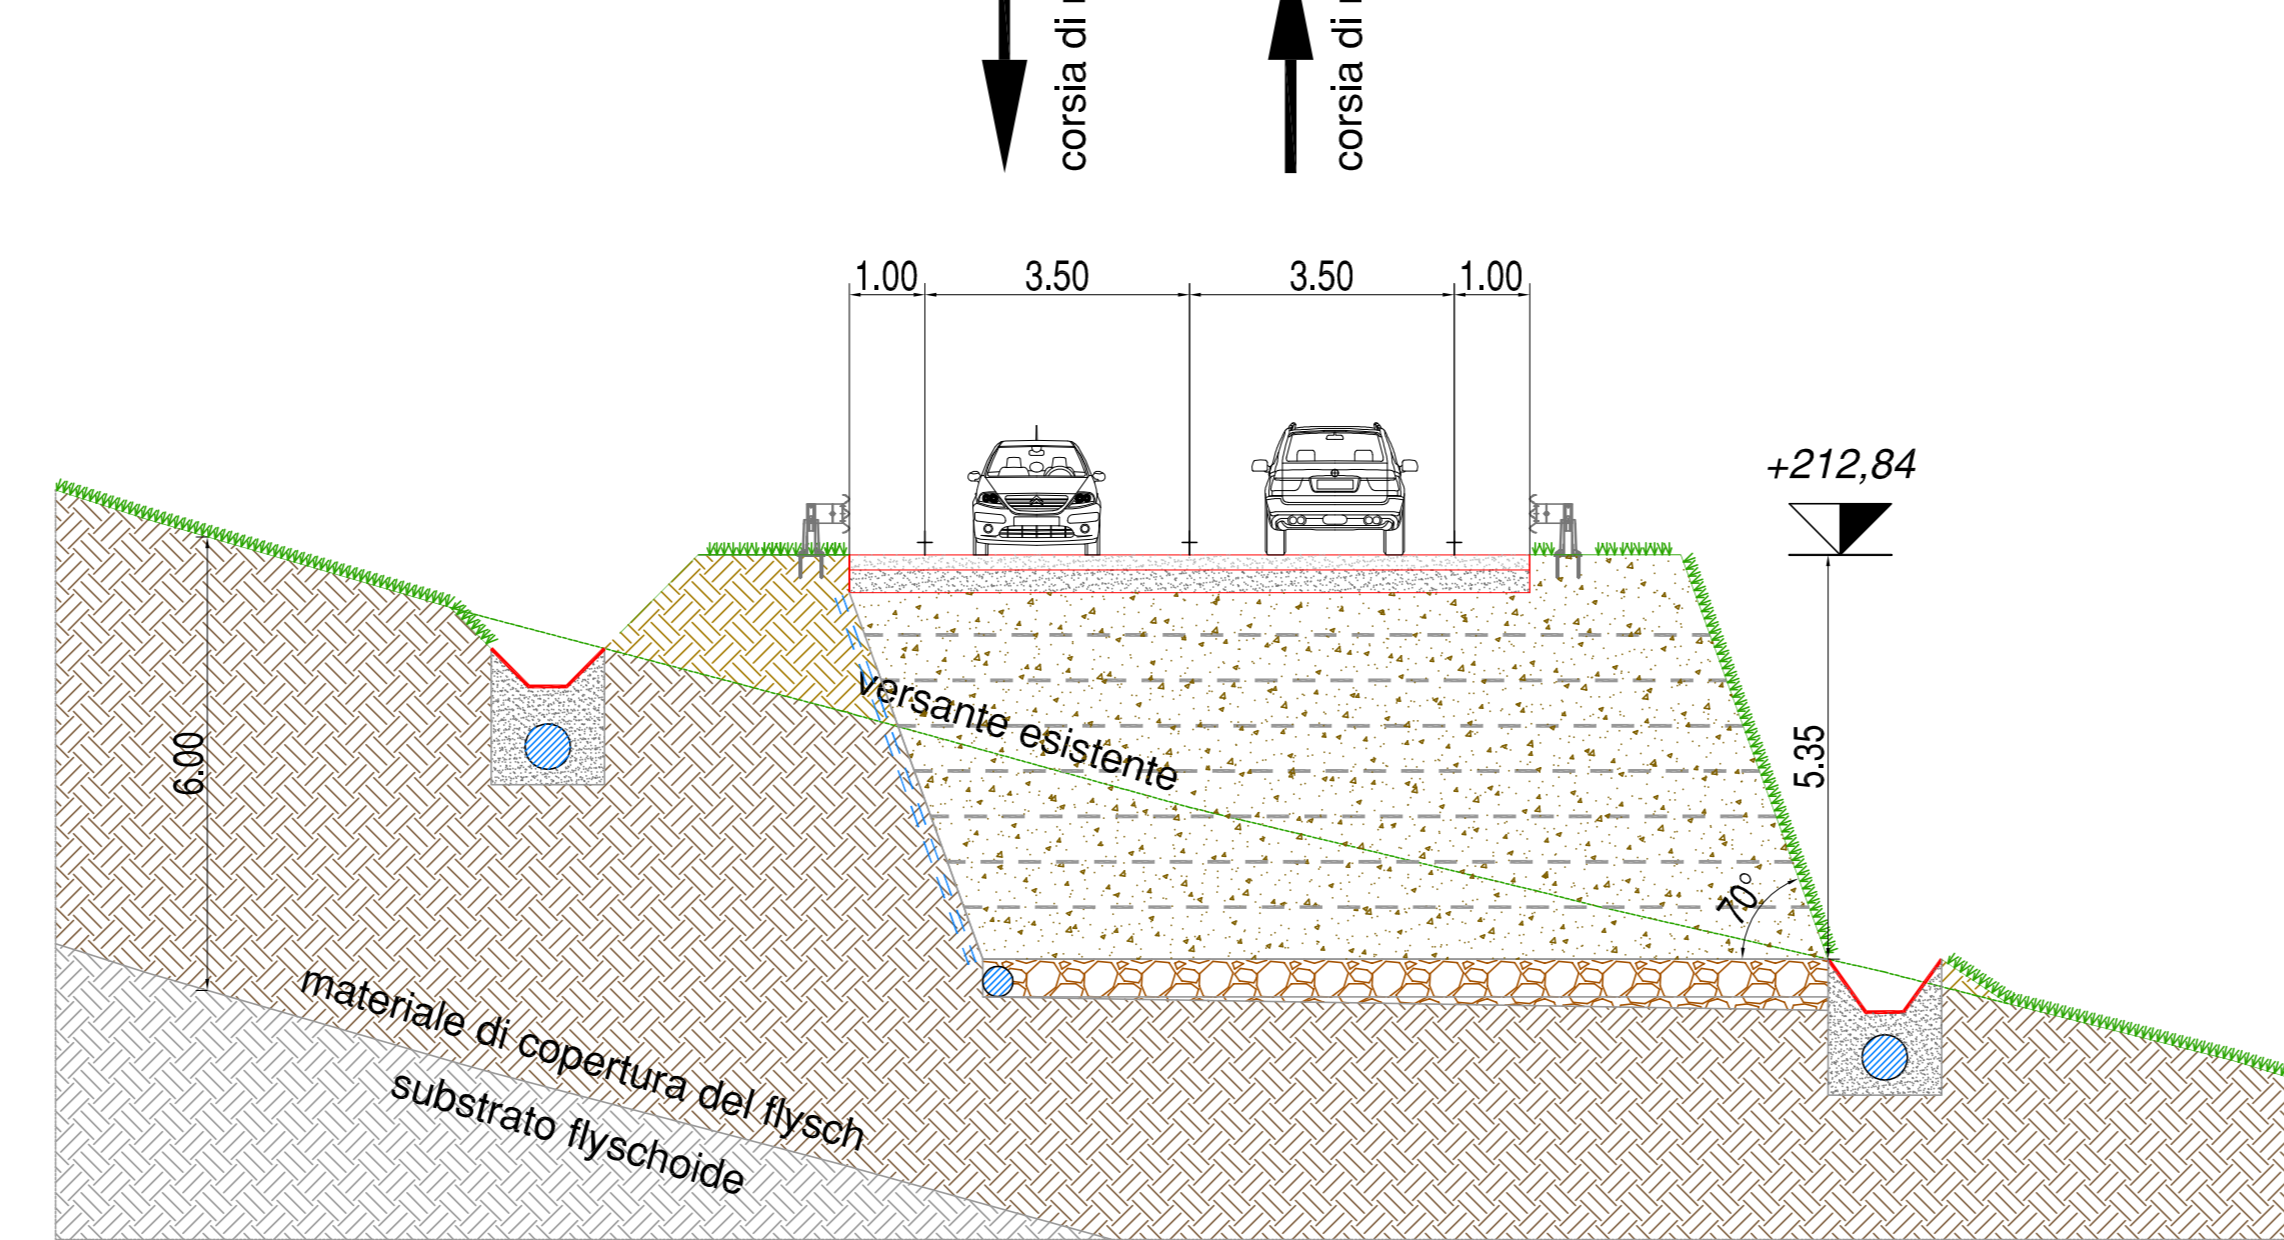 corsia di
corsia di
1.00
3.50
3.50
1.00
+212,84
versante esistente
6.00
5.35
70°
materiale di copertura del flysch
substrato flyschoide